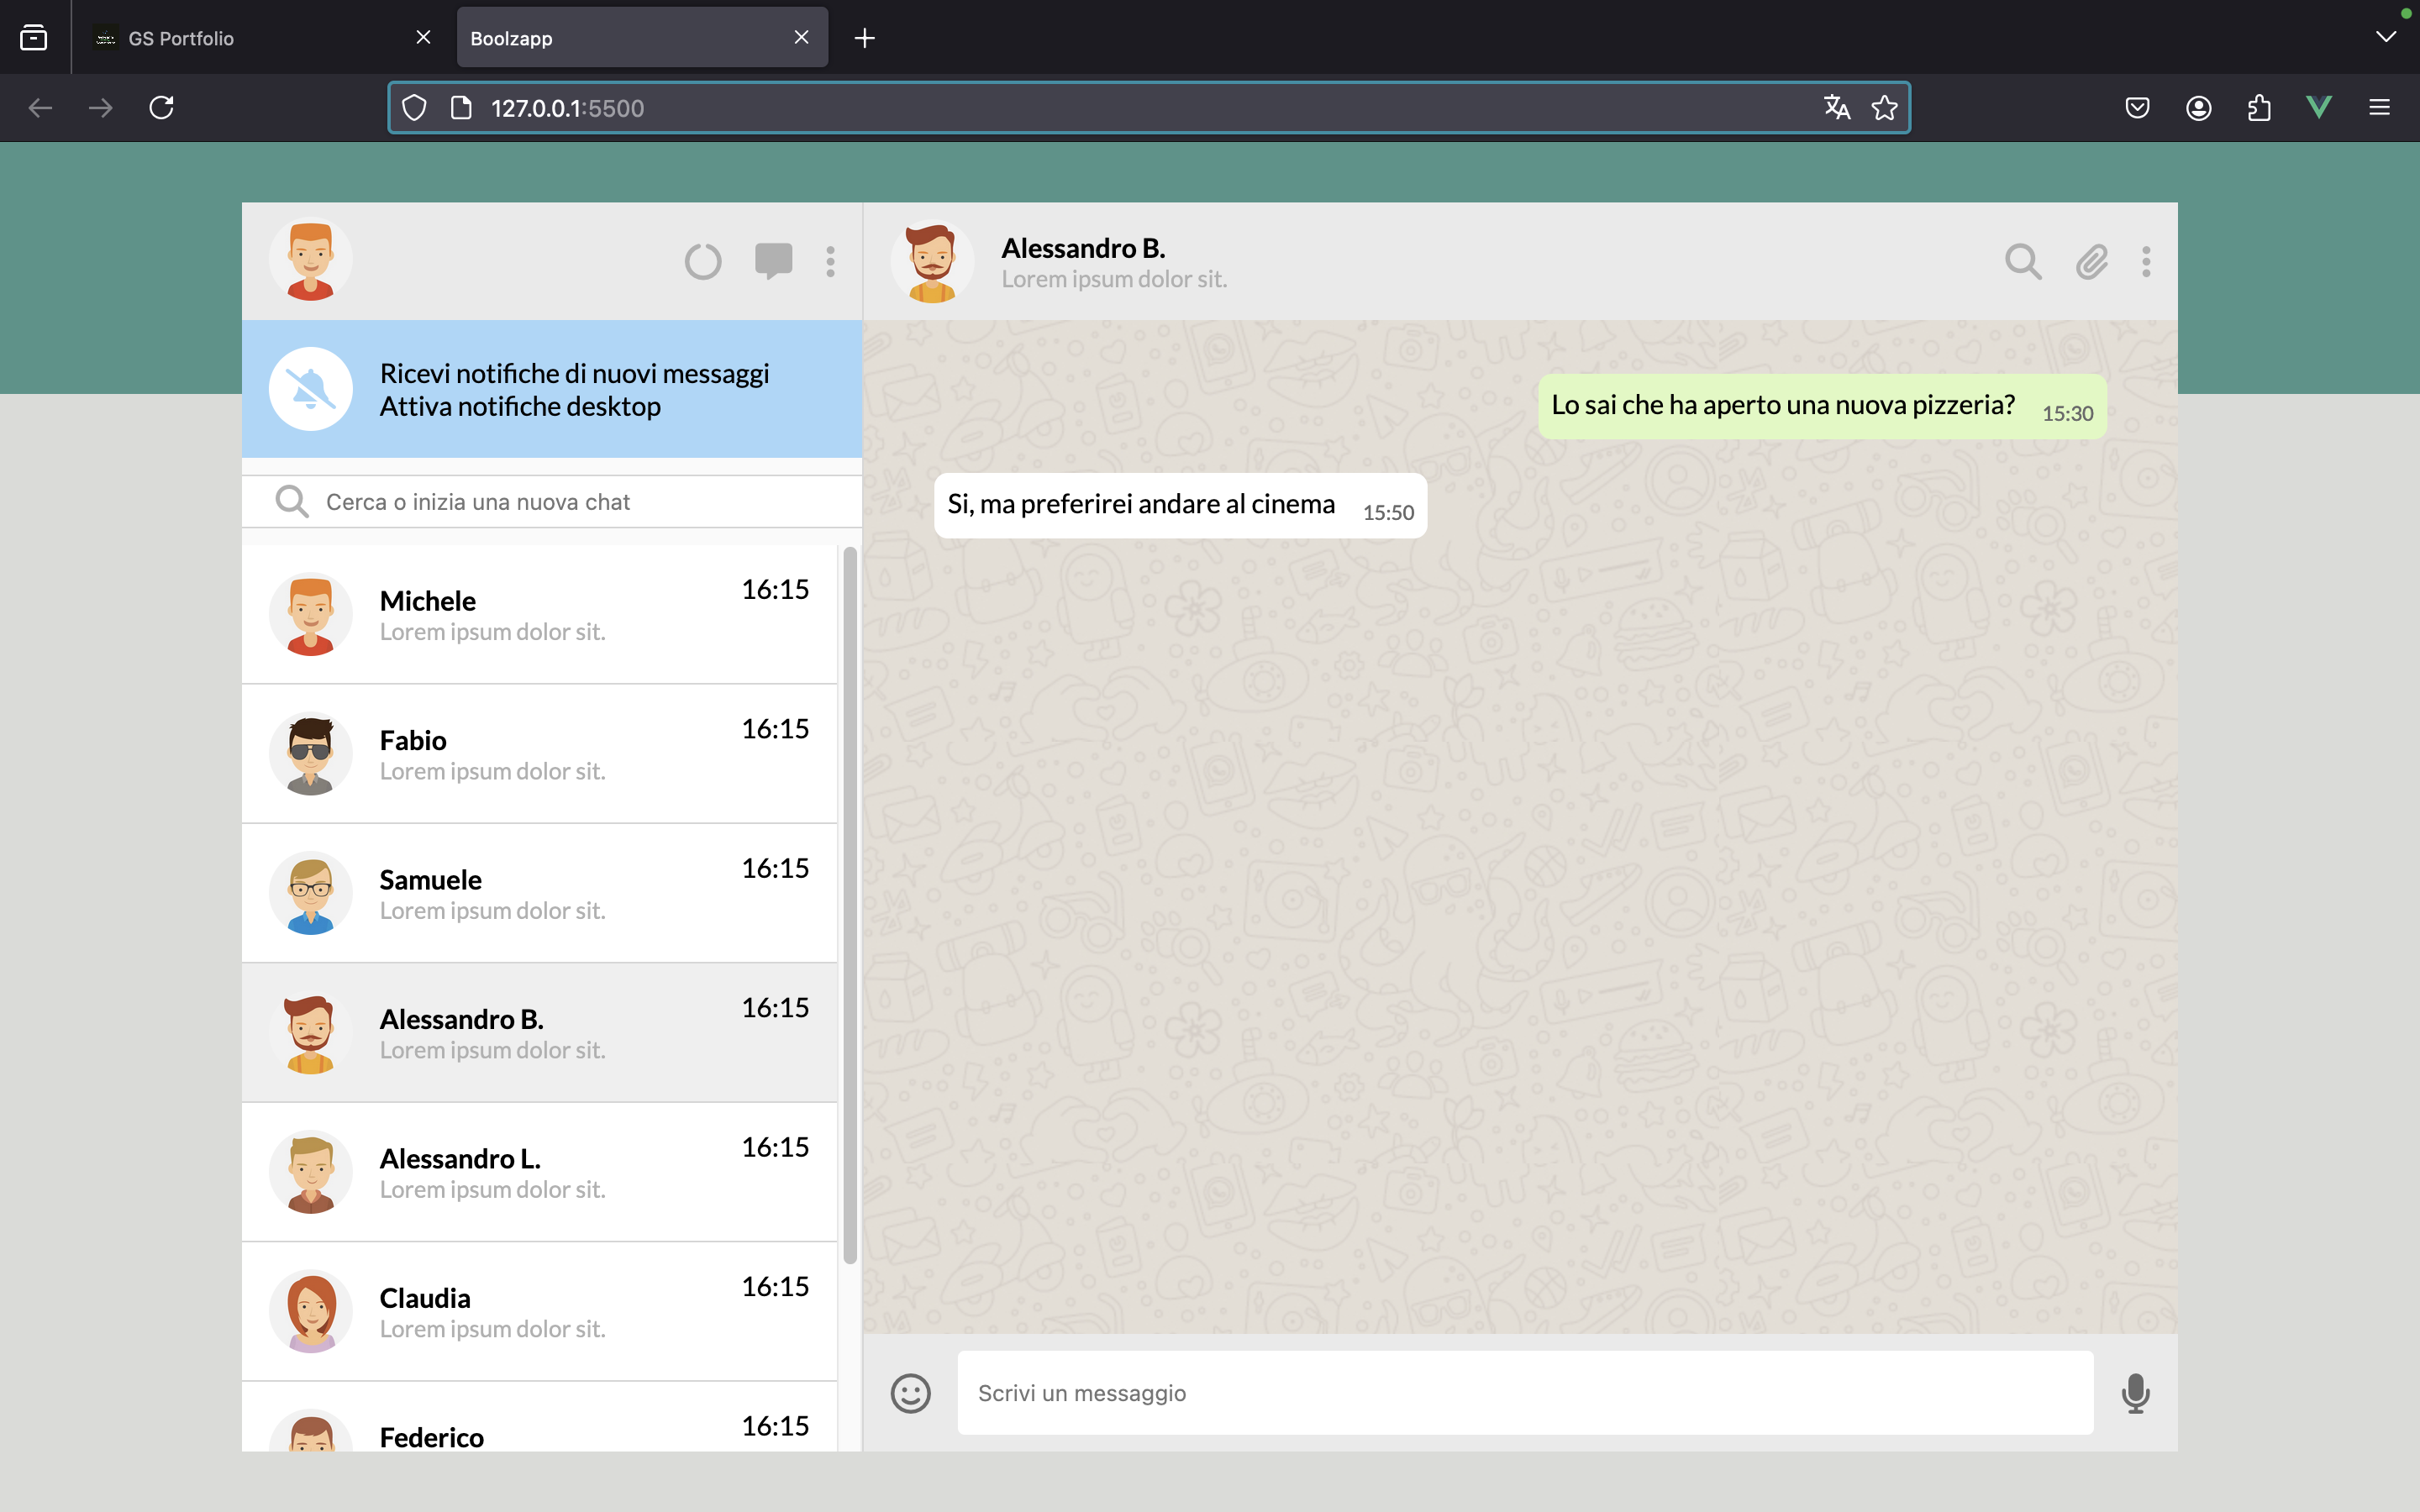 GS Portfolio
Boolzapp
127.0.0.1:5500
Alessandro B.
Lorem ipsum dolor sit.
Ricevi notifiche di nuovi messaggi
Attiva notifiche desktop
Cerca o inizia una nuova chat
Michele
16:15
Lorem ipsum dolor sit.
Fabio
16:15
Lorem ipsum dolor sit.
Samuele
16:15
Lorem ipsum dolor sit.
Alessandro B.
16:15
Lorem ipsum dolor sit.
Alessandro L.
16:15
Lorem ipsum dolor sit.
Claudia
16:15
Lorem ipsum dolor sit.
Federico
16:15
Lo sai che ha aperto una nuova pizzeria? 15:30
Si, ma preferirei andare al cinema 15:50
Scrivi un messaggio